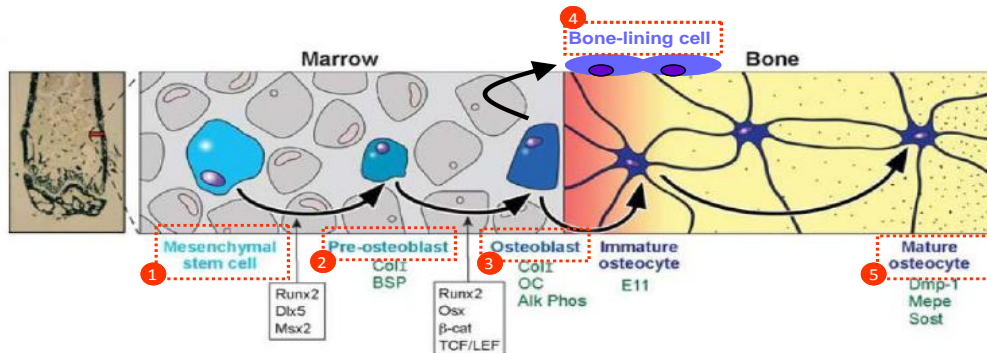 4
Bone-lining cell
Marrow
Bone
1
Mesenchymal
stem cell
2
Pre-osteoblast
ColI
BSP
3
Osteoblast
ColI
OC
Alk Phos
Immature
osteocyte
E11
5
Mature
osteocyte
Dmp-1
Mepe
Sost
Runx2
Dlx5
Msx2
Runx2
Osx
β-cat
TCF/LEF